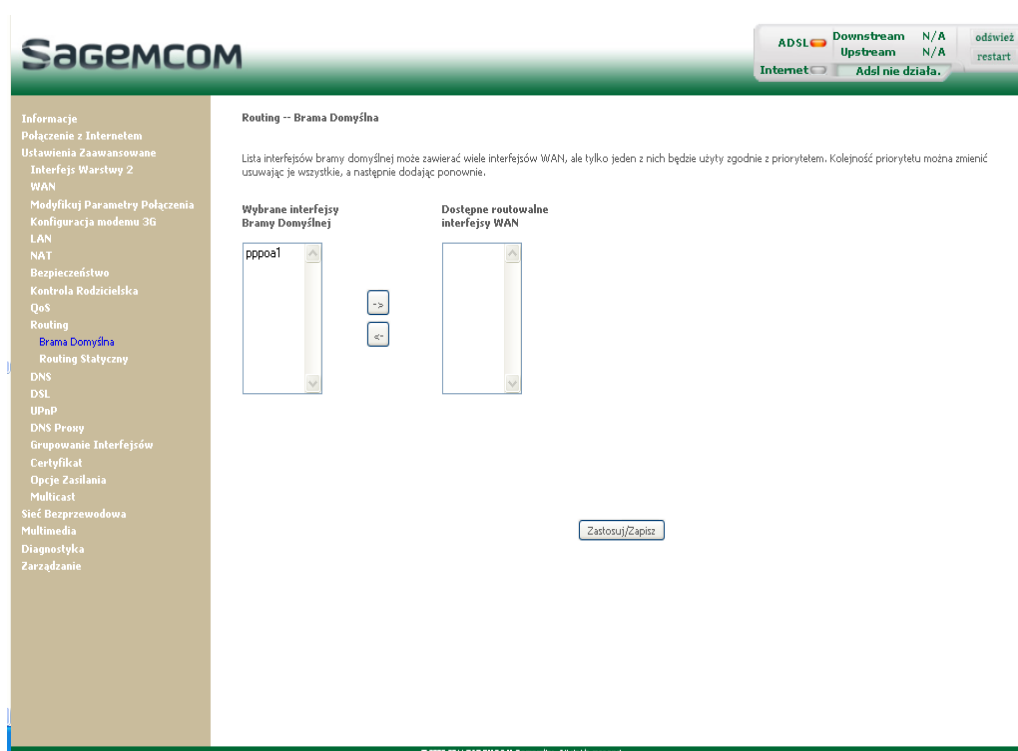 SAGEMCOM
ADSL Downstream N/A
Upstream N/A
Internet Adsl nie działa.
odśwież
restart
Informacje
Połączenie z Internetem
Ustawienia Zaawansowane
Interfejs Warstwy 2
WAN
Modyfikuj Parametry Połączenia
Konfiguracja modemu 3G
LAN
NAT
Bezpieczeństwo
Kontrola Rodzicielska
QoS
Routing
Brama Domyślna
Routing Statyczny
DNS
DSL
UPnP
DNS Proxy
Grupowanie Interfejsów
Certyfikat
Opcje Zasilania
Multicast
Sieć Bezprzewodowa
Multimedia
Diagnostyka
Zarządzanie
Routing -- Brama Domyślna
Lista interfejsów bramy domyślnej może zawierać wiele interfejsów WAN, ale tylko jeden z nich będzie użyty zgodnie z priorytetem. Kolejność priorytetu można zmienić
usuwając je wszystkie, a następnie dodając ponownie.
Wybrane interfejsy
Bramy Domyślnej
Dostępne routowalne
interfejsy WAN
pppoa1
->
<-
Zastosuj/Zapisz